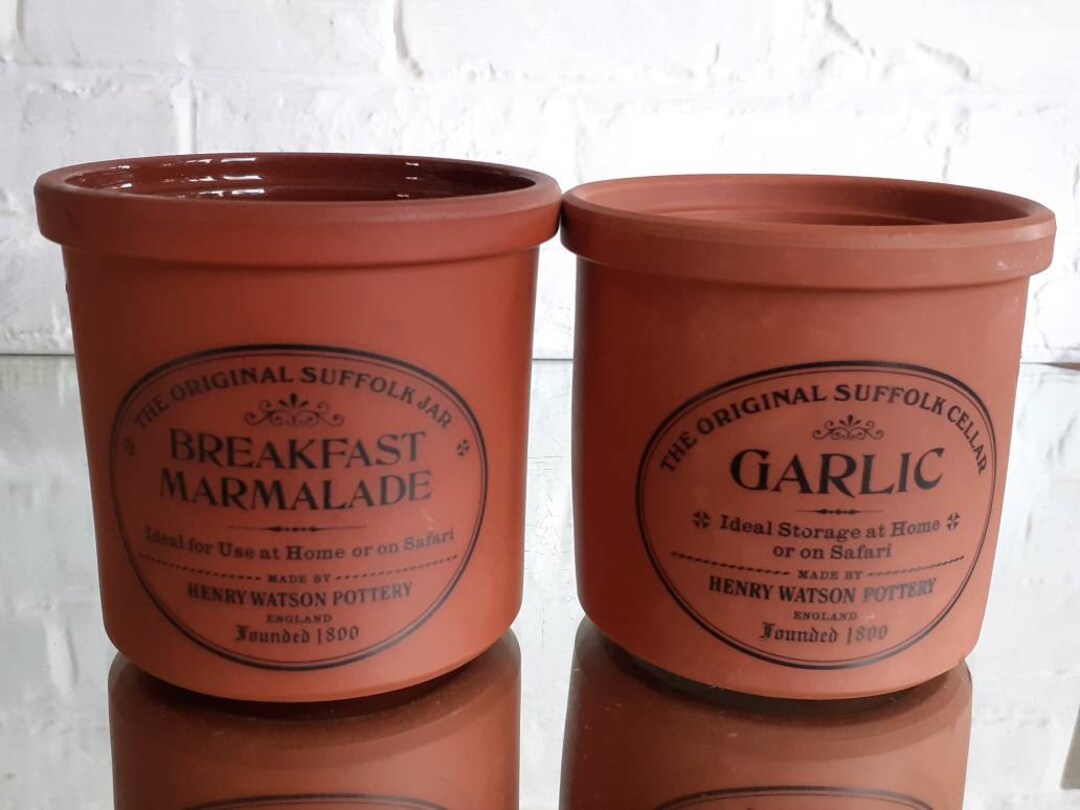 THE ORIGINAL SUFFOLK JAR
BREAKFAST
MARMALADE
Ideal for Use at Home or on Safari
MADE BY
HENRY WATSON POTTERY
ENGLAND
Founded 1800
THE ORIGINAL SUFFOLK CELLAR
GARLIC
Ideal Storage at Home
or on Safari
MADE BY
HENRY WATSON POTTERY
ENGLAND
Founded 1800